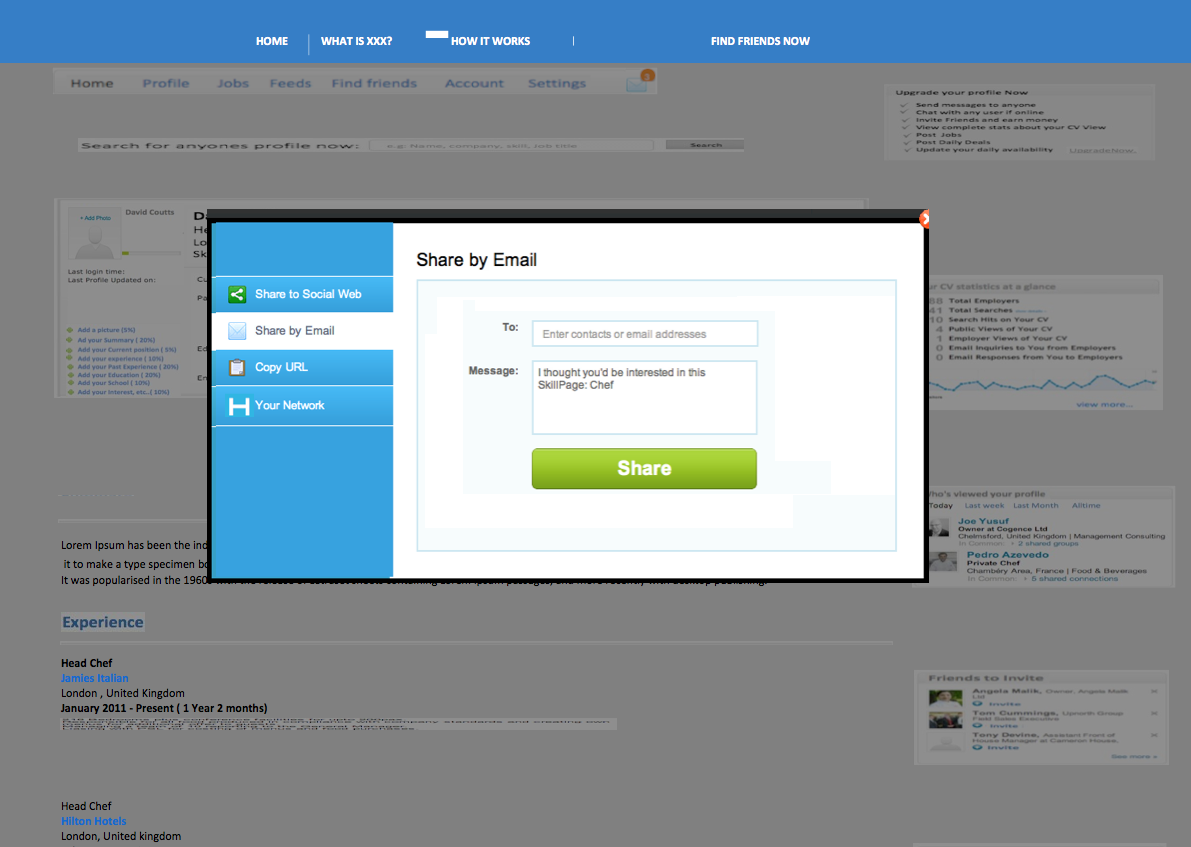 HOME
WHAT IS XXX?
HOW IT WORKS
FIND FRIENDS NOW
Home
Profile
Jobs
Feeds
Find friends
Account
Settings
3
Upgrade your profile Now
Send messages to anyone
Chat with any user if online
Invite Friends and earn money
View complete stats about your CV View
Post Jobs
Post Daily Deals
Update your daily availability
Upgrade Now.
Search for anyones profile now:
e.g. Name, company, skill, Job title
Search
+ Add Photo
David Coutts
Last login time:
Last Profile Updated on:
Add a picture (5%)
Ad your Summary ( 20%)
Add your Current position ( 5%)
Add your experience ( 10%)
Add your Past Experience ( 20%)
Add your Education ( 20%)
Add your School ( 10%)
Add your Interest, etc..( 10%)
Share to Social Web
Share by Email
Copy URL
Your Network
Share by Email
To:
Enter contacts or email addresses
Message:
I thought you'd be interested in this
SkillPage: Chef
Share
r CV statistics at a glance
Total Employers
41 Total Searches
10 Search Hits on Your CV
4 Public Views of Your CV
1 Employer Views of Your CV
0 Email Inquiries to You from Employers
0 Email Responses from You to Employers
view more...
ho's viewed your profile
Today
Last week
Last Month
Alltime
Joe Yusuf
Owner at Cogence Ltd
Chelmsford, United Kingdom | Management Consulting
In Common: + 2 shared groups
Pedro Azevedo
Private Chef
Chambéry Area, France | Food & Beverages
In Common: + 5 shared connections
Lorem Ipsum has been the ind
it to make a type specimen bo
It was popularised in the 1960
Experience
Head Chef
Jamies Italian
London , United Kingdom
January 2011 - Present ( 1 Year 2 months)
Friends to Invite
Angela Malik, Owner, Angela Malik
Ltd
Invite
Tom Cummings, Upnorth Group
Field Sales Executive
Invite
Tony Devine, Assistant Front of
House Manager at Cameron House,
Invite
See more »
Head Chef
Hilton Hotels
London, United kingdom